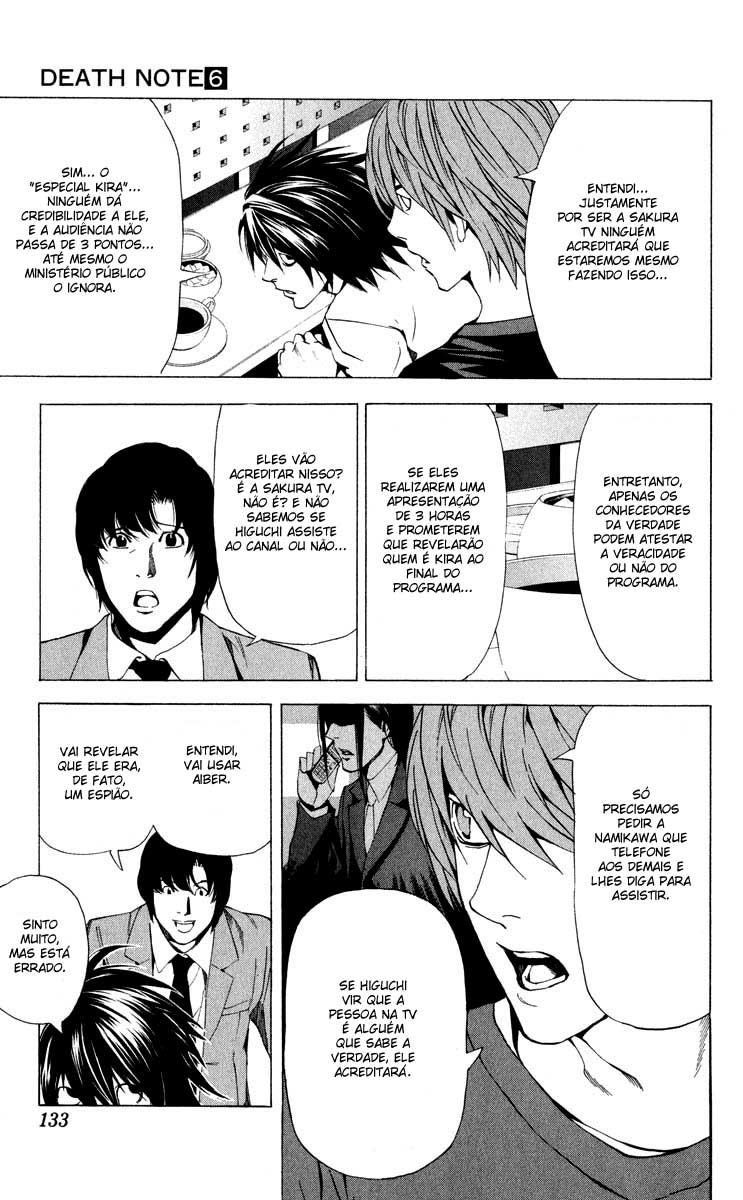 DEATH NOTE 6
ENTENDI...
JUSTAMENTE
POR SER A SAKURA
TV NINGUÉM
ACREDITARÁ QUE
ESTAREMOS MESMO
FAZENDO ISSO...
SIM... O
"ESPECIAL KIRA"...
NINGUÉM DÁ
CREDIBILIDADE A ELE,
E A AUDIÊNCIA NÃO
PASSA DE 3 PONTOS...
ATÉ MESMO O
MINISTÉRIO PÚBLICO
O IGNORA.
ENTRETANTO,
APENAS OS
CONHECEDORES
DA VERDADE
PODEM ATESTAR
A VERACIDADE
OU NÃO DO
PROGRAMA.
SE ELES
REALIZAREM UMA
APRESENTAÇÃO
DE 3 HORAS
E PROMETEREM
QUE REVELARÃO
QUEM É KIRA AO
FINAL DO
PROGRAMA...
ELES VÃO
ACREDITAR NISSO?
É A SAKURA TV,
NÃO É? E NÃO
SABEMOS SE
HIGUCHI ASSISTE
AO CANAL OU NÃO...
SÓ
PRECISAMOS
PEDIR A
NAMIKAWA QUE
TELEFONE
AOS DEMAIS E
LHES DIGA PARA
ASSISTIR.
SE HIGUCHI
VIR QUE A
PESSOA NA TV
É ALGUÉM
QUE SABE A
VERDADE, ELE
ACREDITARÁ.
ENTENDI,
VAI USAR
AIBER.
VAI REVELAR
QUE ELE ERA,
DE FATO,
UM ESPIÃO.
SINTO
MUITO,
MAS ESTÁ
ERRADO.
133